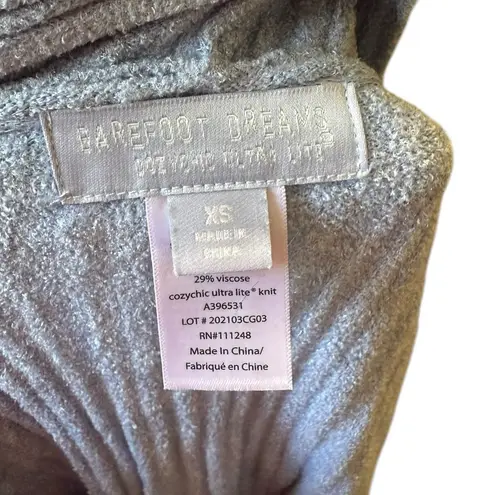 BAREFOOT DREAMS®
COZYCHIC ULTRA LITE®
XS
MADE IN
CHINA
29% viscose
cozychic ultra lite® knit
A396531
LOT # 202103CG03
RN#111248
Made In China/
Fabriqué en Chine